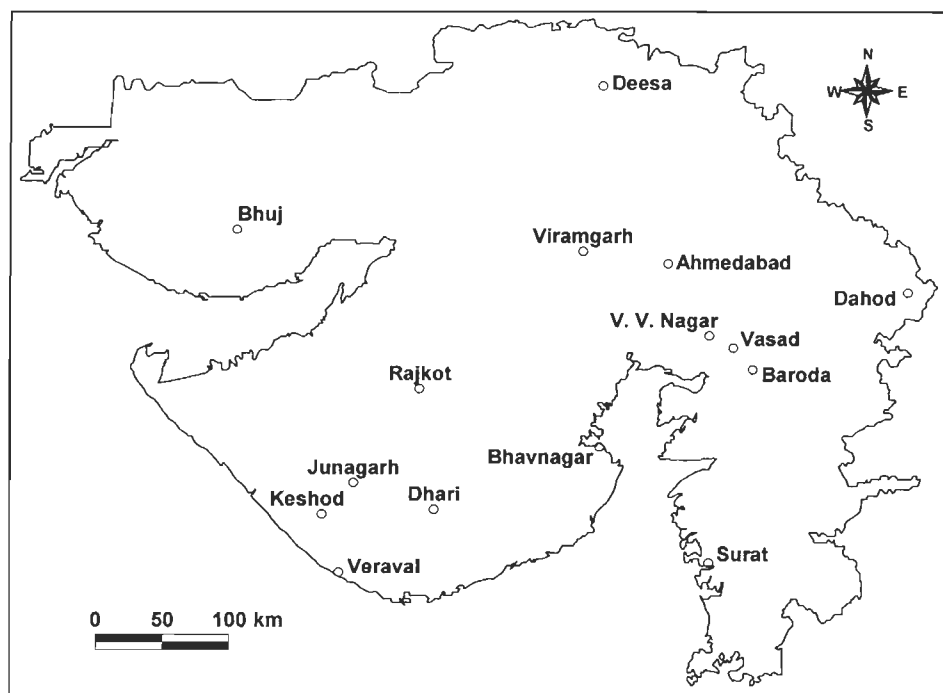 N
Deesa
W E
S
Bhuj
Viramgarh
Ahmedabad
Dahod
V. V. Nagar
Vasad
Baroda
Rajkot
Bhavnagar
Junagarh
Keshod
Dhari
Surat
Veraval
0 50 100 km